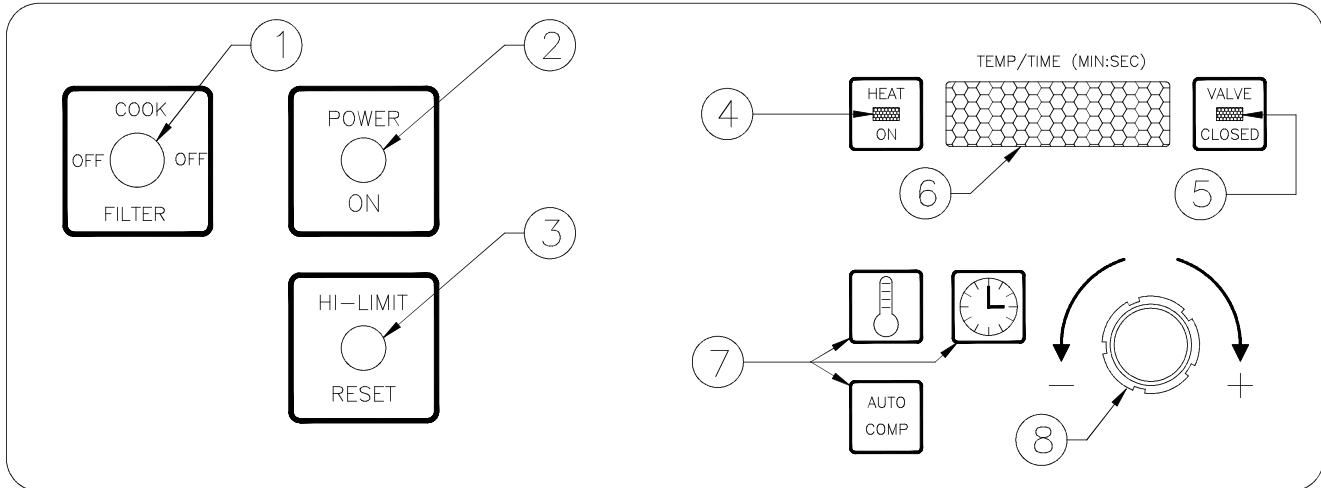 1
2
3
4
5
6
7
8
COOK
OFF OFF
FILTER
POWER
ON
HI-LIMIT
RESET
HEAT
ON
TEMP/TIME (MIN:SEC)
VALVE
CLOSED
AUTO
COMP
− +